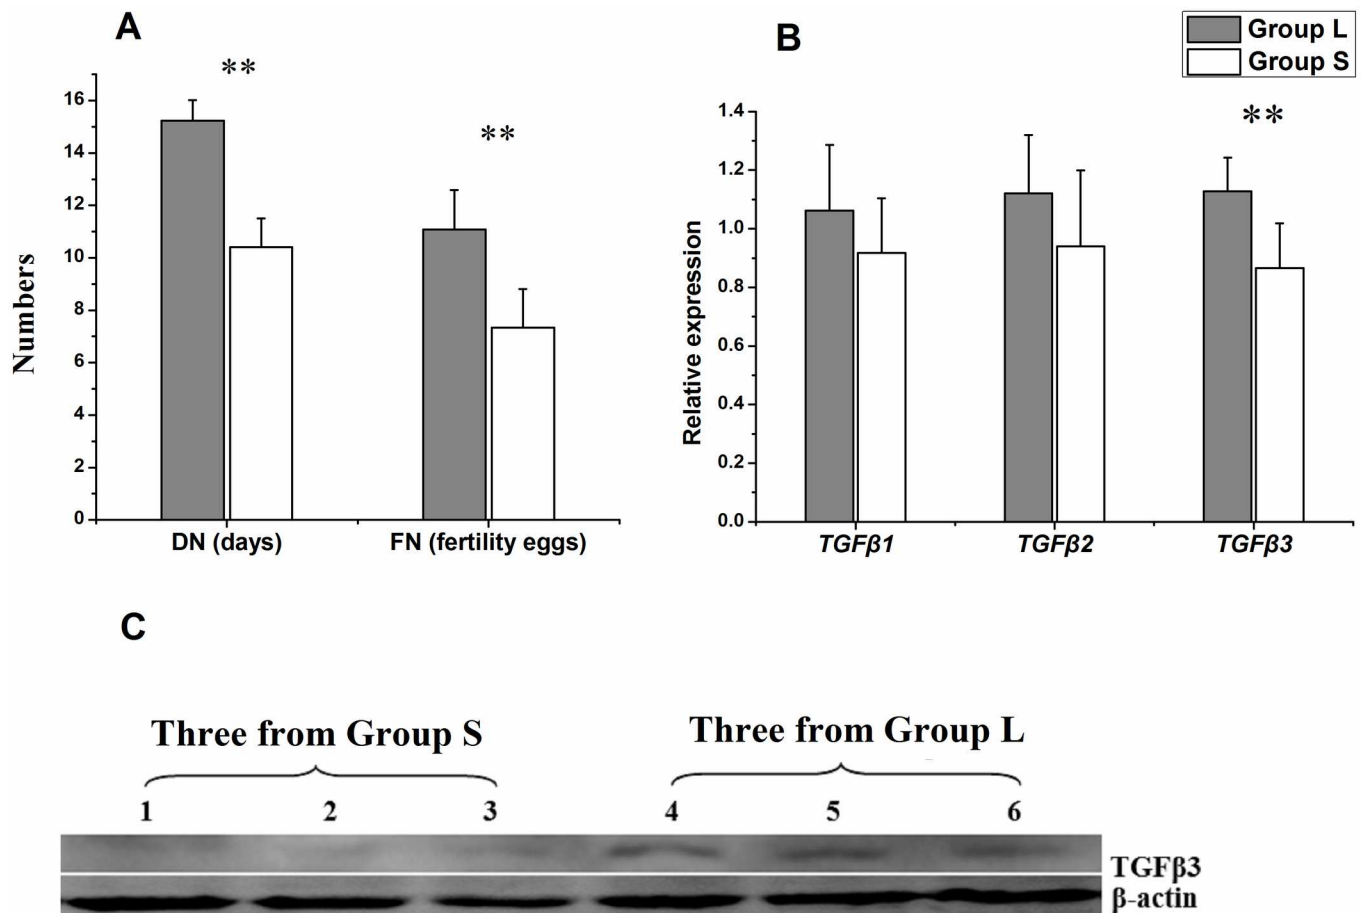 A
**
**
16
14
12
10
8
6
4
2
0
Numbers
DN (days)
FN (fertility eggs)
B
Group L
Group S
**
1.4
1.2
1.0
0.8
0.6
0.4
0.2
0.0
Relative expression
TGFβ1
TGFβ2
TGFβ3
C
Three from Group S
Three from Group L
1 2 3 4 5 6
TGFβ3
β-actin